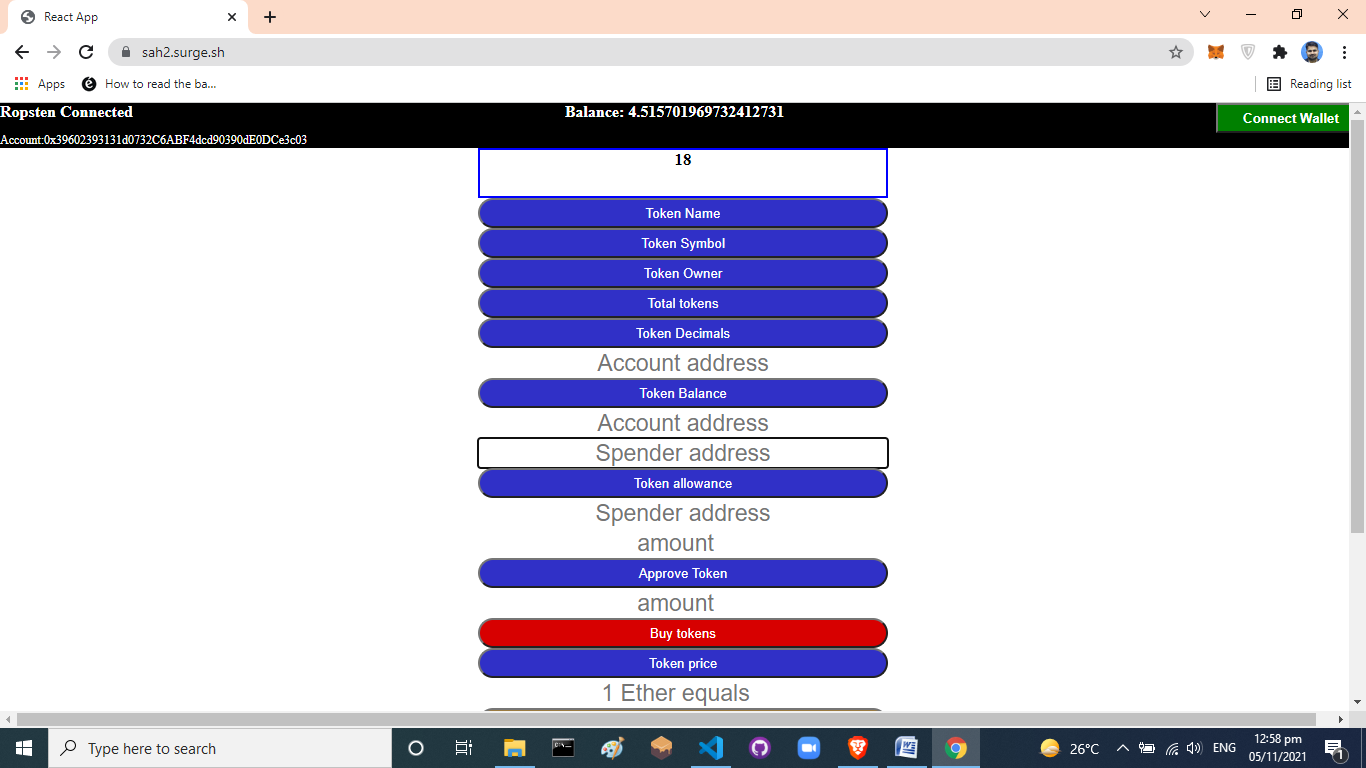 React App
sah2.surge.sh
Apps
How to read the ba...
Reading list
Ropsten Connected
Balance: 4.515701969732412731
Connect Wallet
Account:0x39602393131d0732C6ABF4dcd90390dE0DCe3c03
18
Token Name
Token Symbol
Token Owner
Total tokens
Token Decimals
Account address
Token Balance
Account address
Spender address
Token allowance
Spender address
amount
Approve Token
amount
Buy tokens
Token price
1 Ether equals
Type here to search
26°C
ENG
12:58 pm
05/11/2021
1